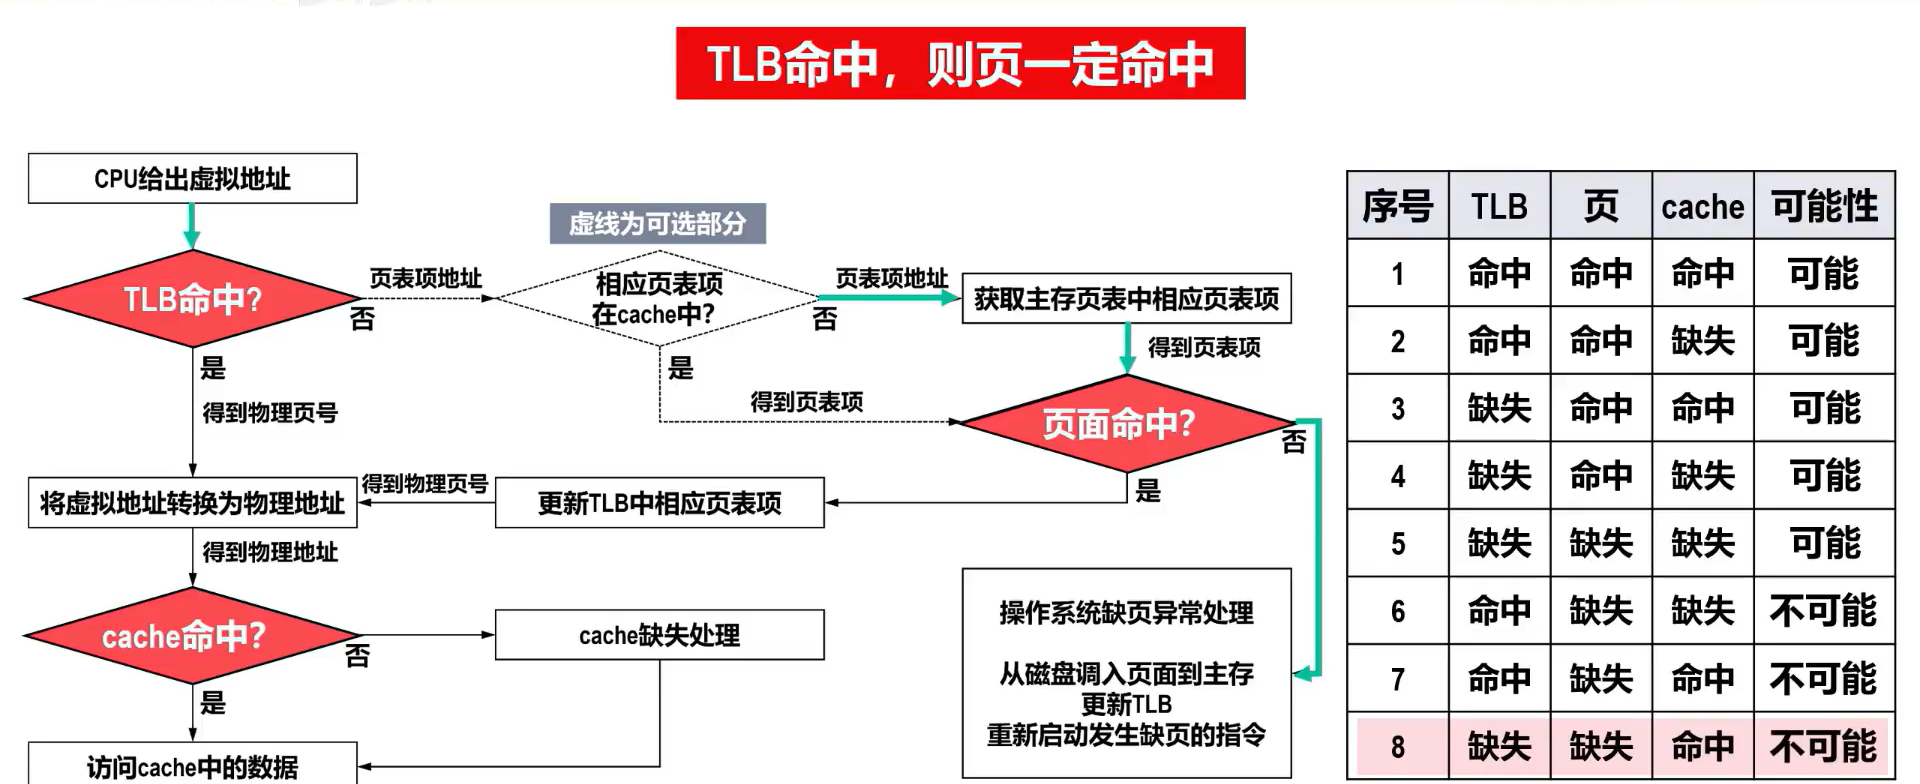 TLB命中，则页一定命中
CPU给出虚拟地址
虚线为可选部分
TLB命中?
页表项地址
否
相应页表项
在cache中?
页表项地址
否
获取主存页表中相应页表项
是
得到物理页号
是
得到页表项
得到页表项
页面命中?
否
是
将虚拟地址转换为物理地址
得到物理页号
更新TLB中相应页表项
得到物理地址
cache命中?
否
cache缺失处理
是
访问cache中的数据
操作系统缺页异常处理
从磁盘调入页面到主存
更新TLB
重新启动发生缺页的指令
序号 TLB 页 cache 可能性
1 命中 命中 命中 可能
2 命中 命中 缺失 可能
3 缺失 命中 命中 可能
4 缺失 命中 缺失 可能
5 缺失 缺失 缺失 可能
6 命中 缺失 缺失 不可能
7 命中 缺失 命中 不可能
8 缺失 缺失 命中 不可能